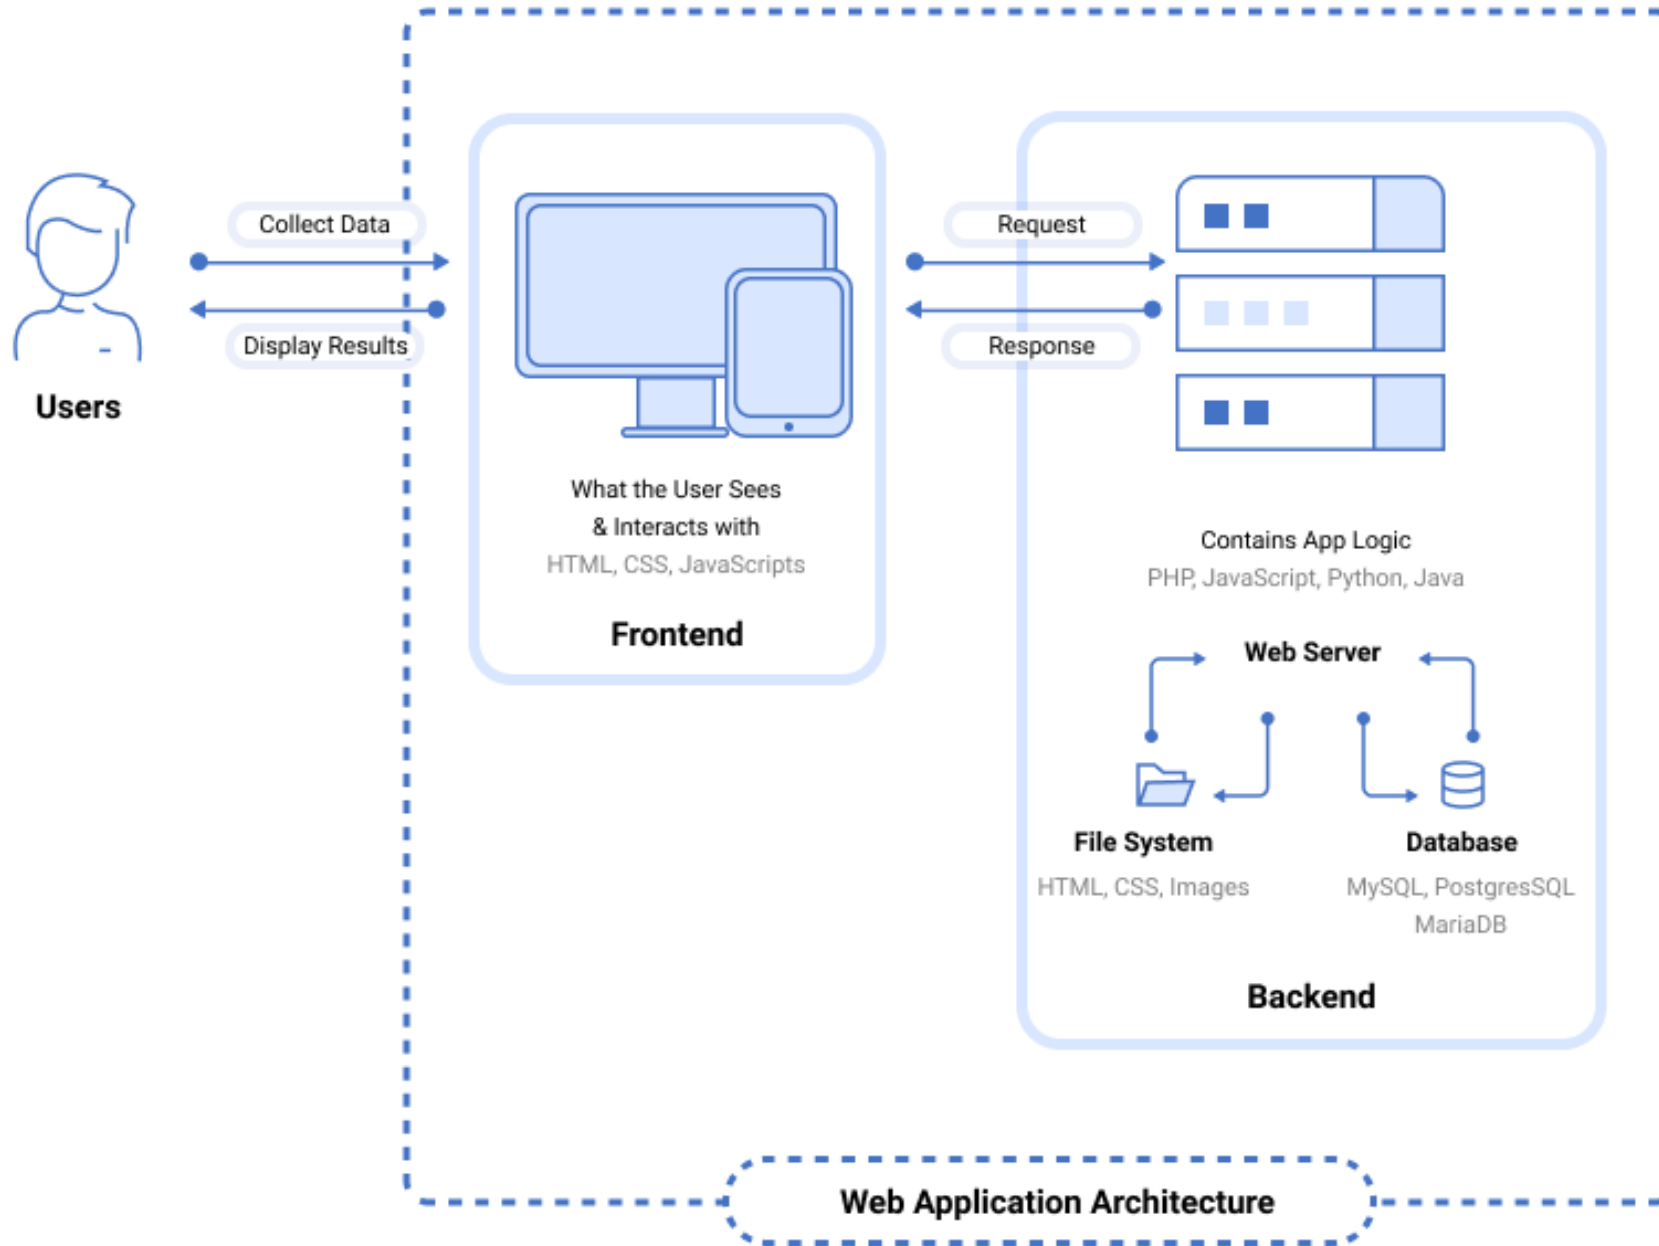 Collect Data
Display Results
Users
What the User Sees
& Interacts with
HTML, CSS, JavaScripts
Frontend
Request
Response
Contains App Logic
PHP, JavaScript, Python, Java
Web Server
File System
HTML, CSS, Images
Database
MySQL, PostgresSQL
MariaDB
Backend
Web Application Architecture